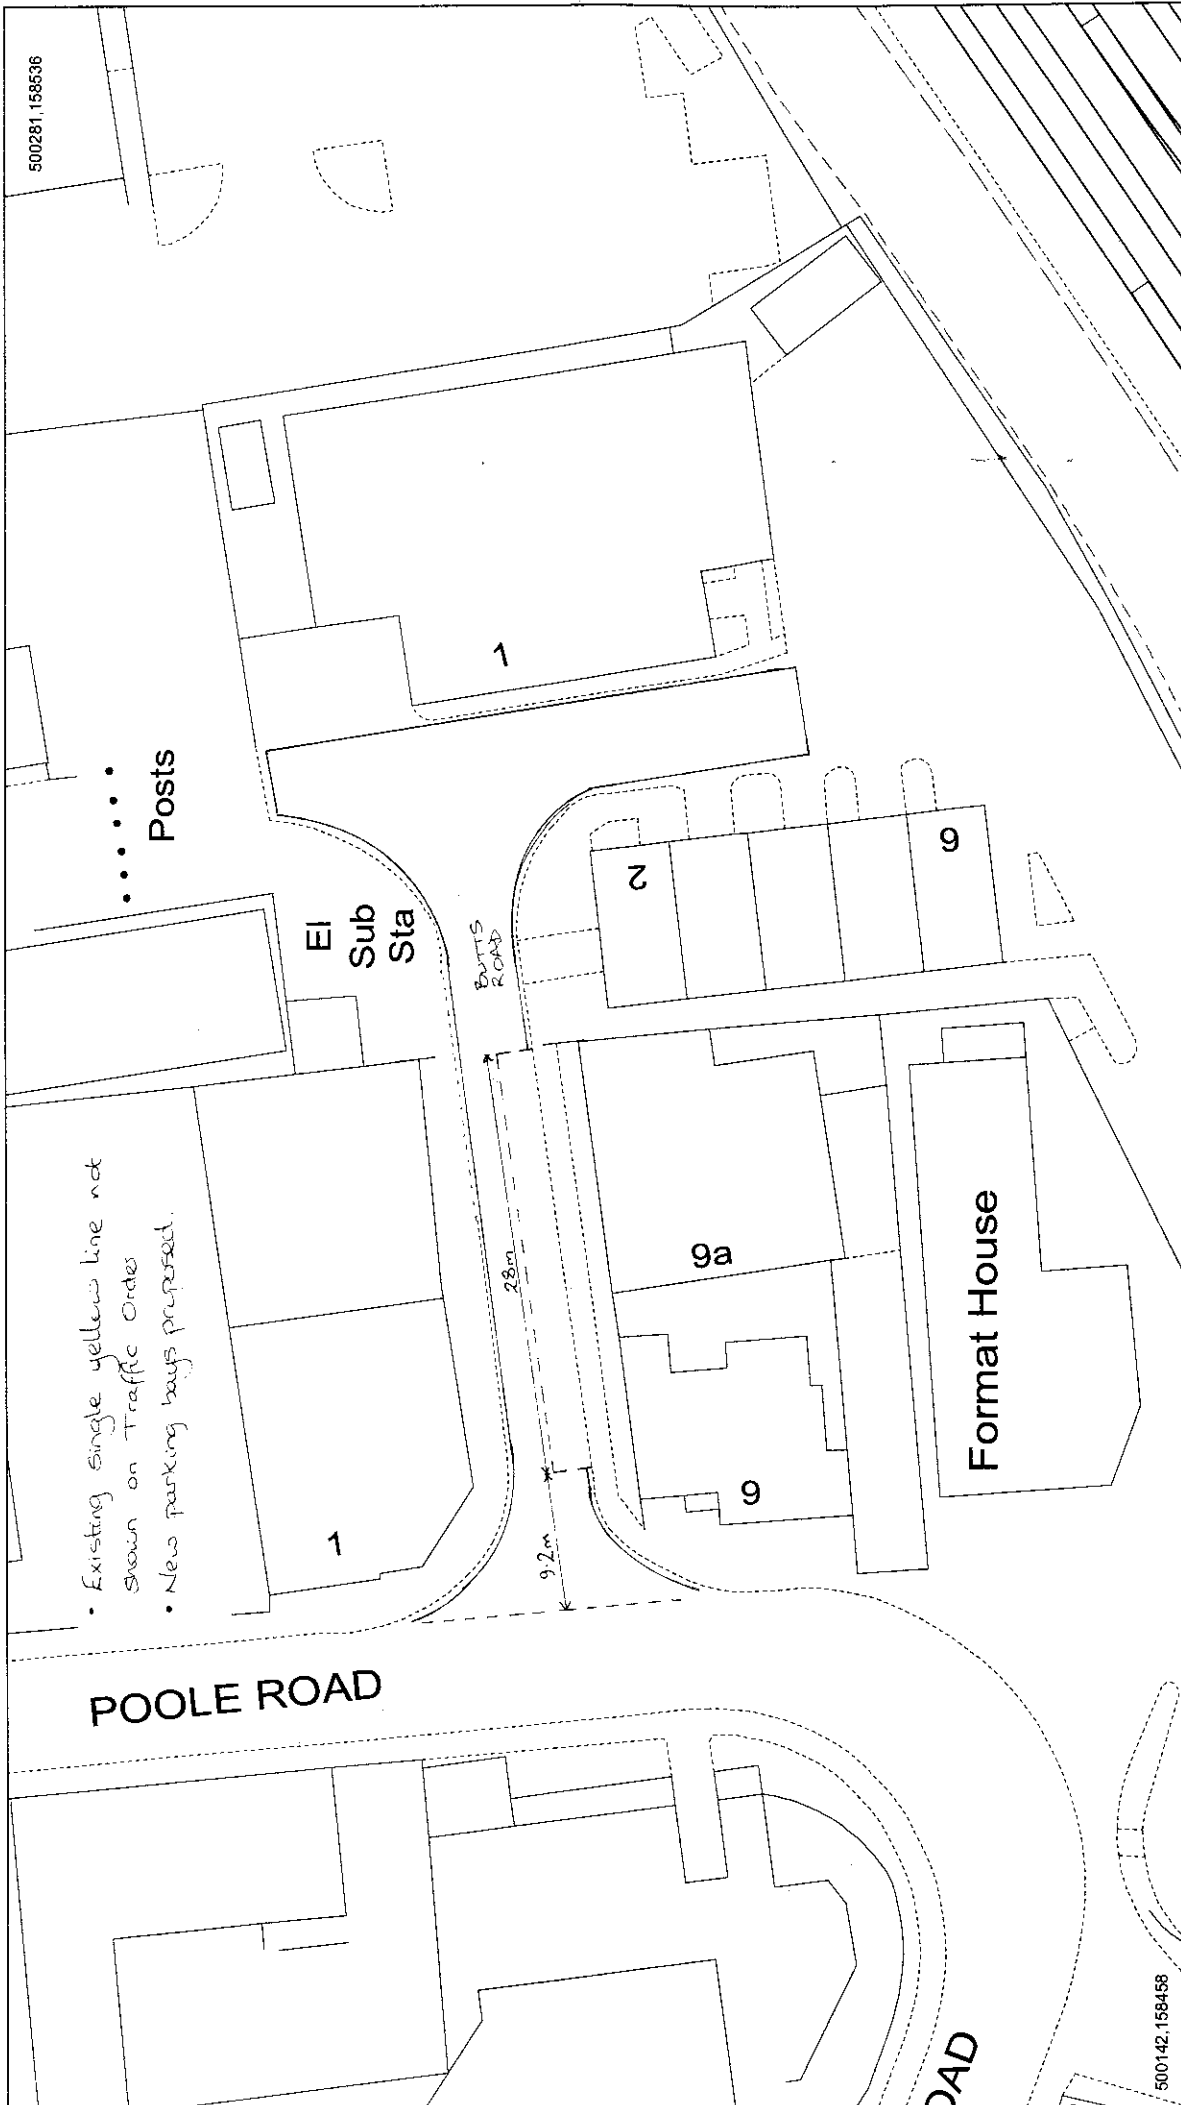 500281,158536
Posts
El
Sub
Sta
1
BUTTS
ROAD
2
6
• Existing single yellow line not
shown on Traffic Order
• New parking bays proposed.
28m
9.2m
9a
9
1
Format House
POOLE ROAD
OAD
500142,158458